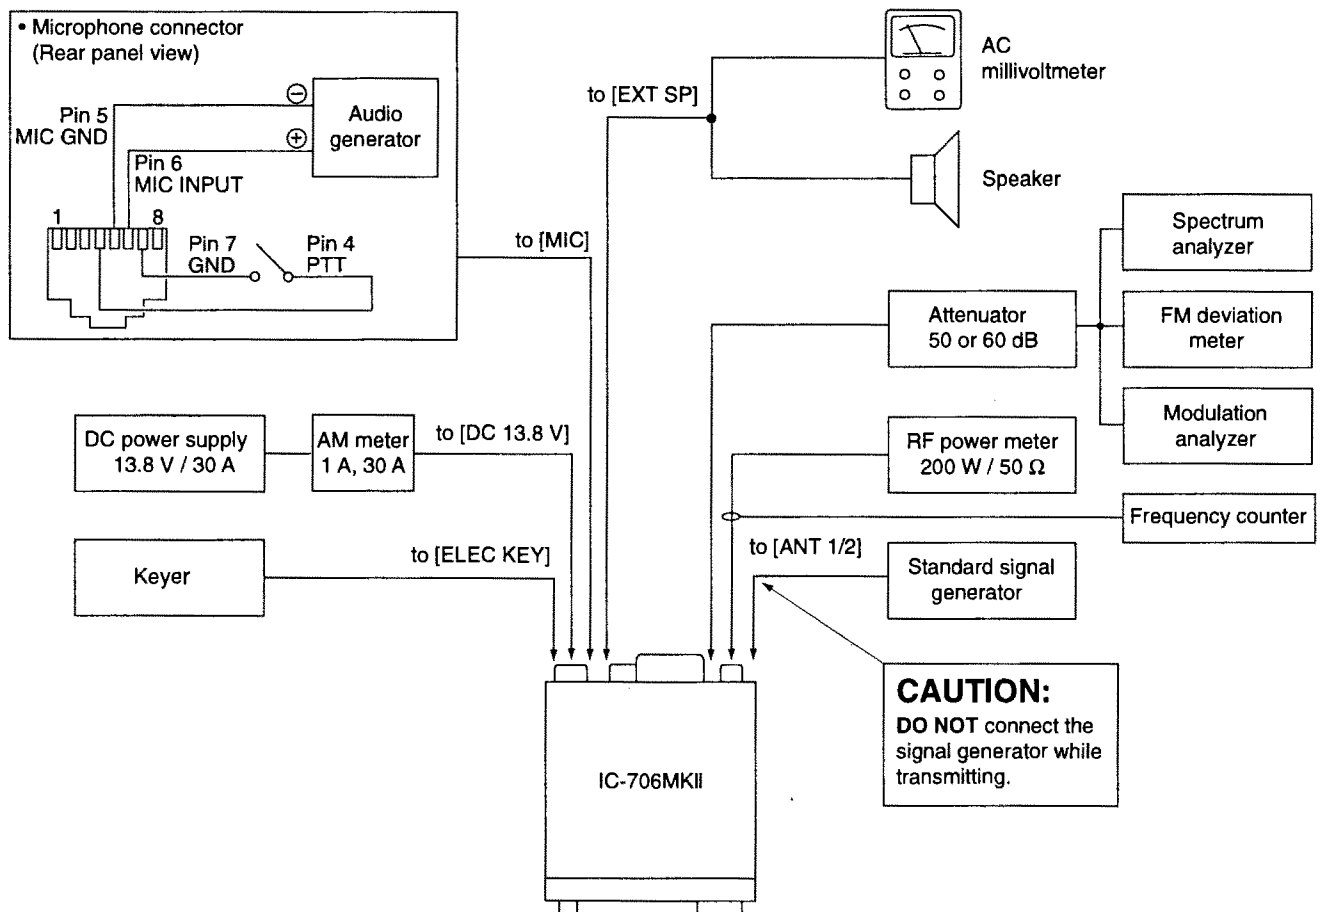 • Microphone connector
(Rear panel view)
Pin 5
MIC GND
⊖
⊕
Audio
generator
Pin 6
MIC INPUT
1
8
Pin 7
GND
Pin 4
PTT
to [MIC]
to [EXT SP]
AC
millivoltmeter
Speaker
Spectrum
analyzer
Attenuator
50 or 60 dB
FM deviation
meter
Modulation
analyzer
DC power supply
13.8 V / 30 A
AM meter
1 A, 30 A
to [DC 13.8 V]
RF power meter
200 W / 50 Ω
Frequency counter
Keyer
to [ELEC KEY]
to [ANT 1/2]
Standard signal
generator
CAUTION:
DO NOT connect the
signal generator while
transmitting.
IC-706MKII